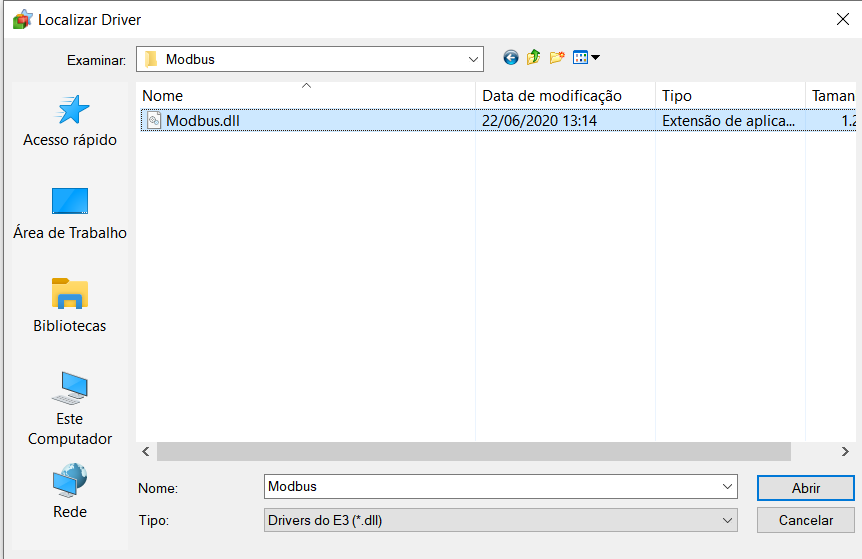 Localizar Driver
Examinar:
Modbus
Nome
Data de modificação
Tipo
Taman
Modbus.dll
22/06/2020 13:14
Extensão de aplica...
1.2
Acesso rápido
Área de Trabalho
Bibliotecas
Este
Computador
Rede
Nome:
Modbus
Abrir
Tipo:
Drivers do E3 (*.dll)
Cancelar